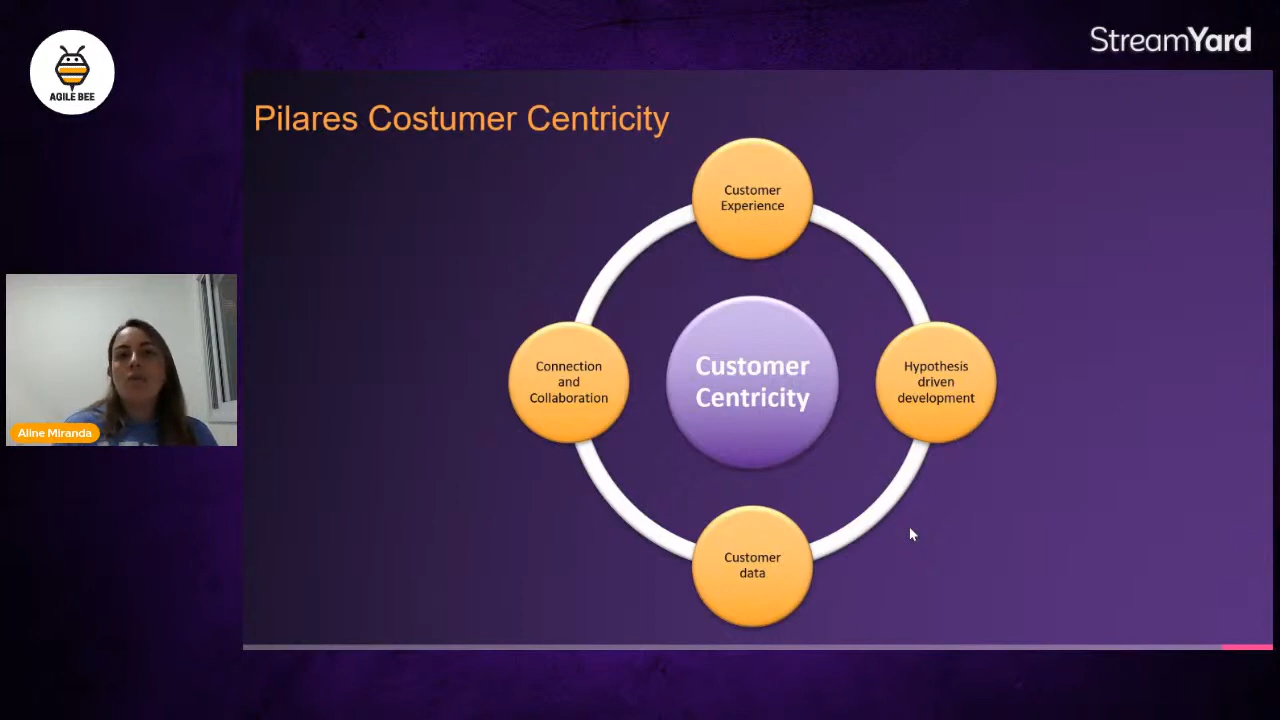 StreamYard
AGILE BEE
Pilares Costumer Centricity
Customer
Experience
Connection
and
Collaboration
Customer
Centricity
Hypothesis
driven
development
Customer
data
Aline Miranda